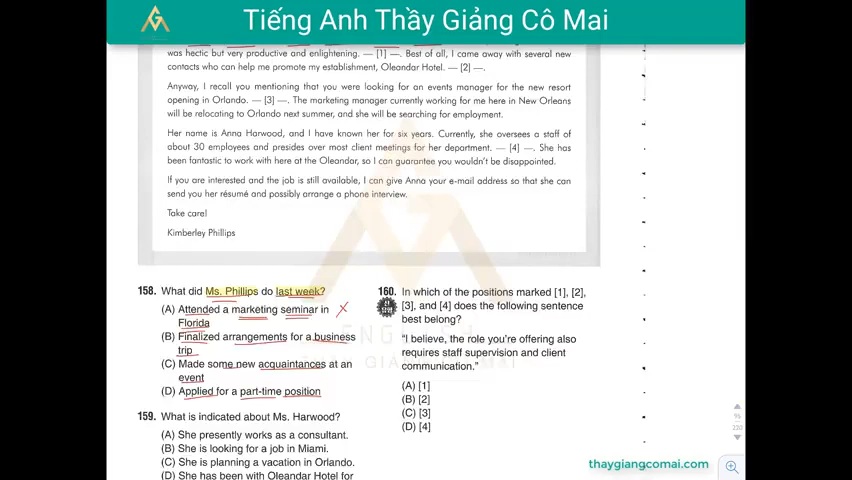 Tiếng Anh Thầy Giảng Cô Mai
was hectic but very productive and enlightening. — [1] —. Best of all, I came away with several new
contacts who can help me promote my establishment, Oleandar Hotel. — [2] —.
Anyway, I recall you mentioning that you were looking for an events manager for the new resort
opening in Orlando. — [3] —. The marketing manager currently working for me here in New Orleans
will be relocating to Orlando next summer, and she will be searching for employment.
Her name is Anna Harwood, and I have known her for six years. Currently, she oversees a staff of
about 30 employees and presides over most client meetings for her department. — [4] —. She has
been fantastic to work with here at the Oleandar, so I can guarantee you wouldn't be disappointed.
If you are interested and the job is still available, I can give Anna your e-mail address so that she can
send you her résumé and possibly arrange a phone interview.
Take care!
Kimberley Phillips
158. What did Ms. Phillips do last week?
(A) Attended a marketing seminar in
Florida
(B) Finalized arrangements for a business
trip
(C) Made some new acquaintances at an
event
(D) Applied for a part-time position
159. What is indicated about Ms. Harwood?
(A) She presently works as a consultant.
(B) She is looking for a job in Miami.
(C) She is planning a vacation in Orlando.
(D) She has been with Oleandar Hotel for
160. In which of the positions marked [1], [2],
[3], and [4] does the following sentence
best belong?
"I believe, the role you're offering also
requires staff supervision and client
communication."
(A) [1]
(B) [2]
(C) [3]
(D) [4]
95
220
thaygiangcomai.com